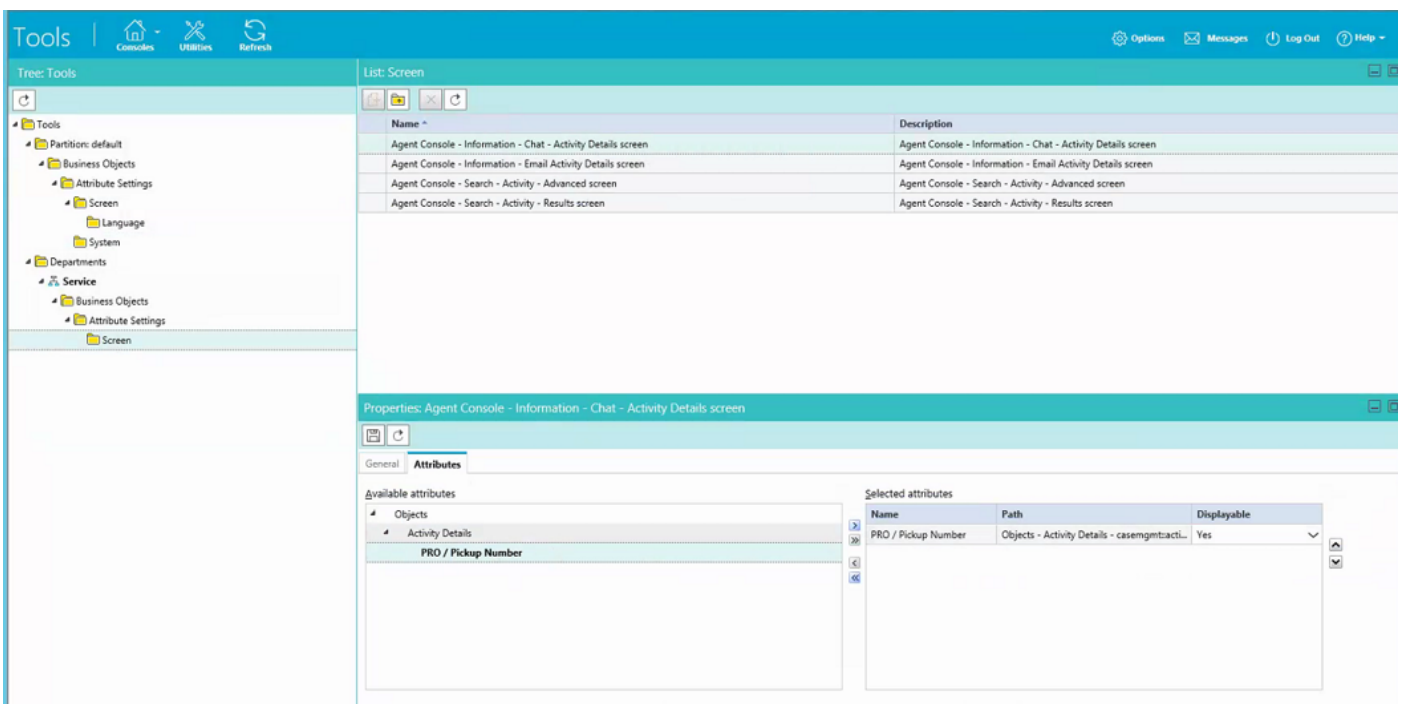 Tools
Consoles
Utilities
Refresh
Options
Messages
Log Out
Help
Tree: Tools
Tools
Partition: default
Business Objects
Attribute Settings
Screen
Language
System
Departments
Service
Business Objects
Attribute Settings
Screen
List: Screen
Name Description
Agent Console - Information - Chat - Activity Details screen Agent Console - Information - Chat - Activity Details screen
Agent Console - Information - Email Activity Details screen Agent Console - Information - Email Activity Details screen
Agent Console - Search - Activity - Advanced screen Agent Console - Search - Activity - Advanced screen
Agent Console - Search - Activity - Results screen Agent Console - Search - Activity - Results screen
Properties: Agent Console - Information - Chat - Activity Details screen
General Attributes
Available attributes
Objects
Activity Details
PRO / Pickup Number
Selected attributes
Name Path Displayable
PRO / Pickup Number Objects - Activity Details - casemgmt::acti... Yes